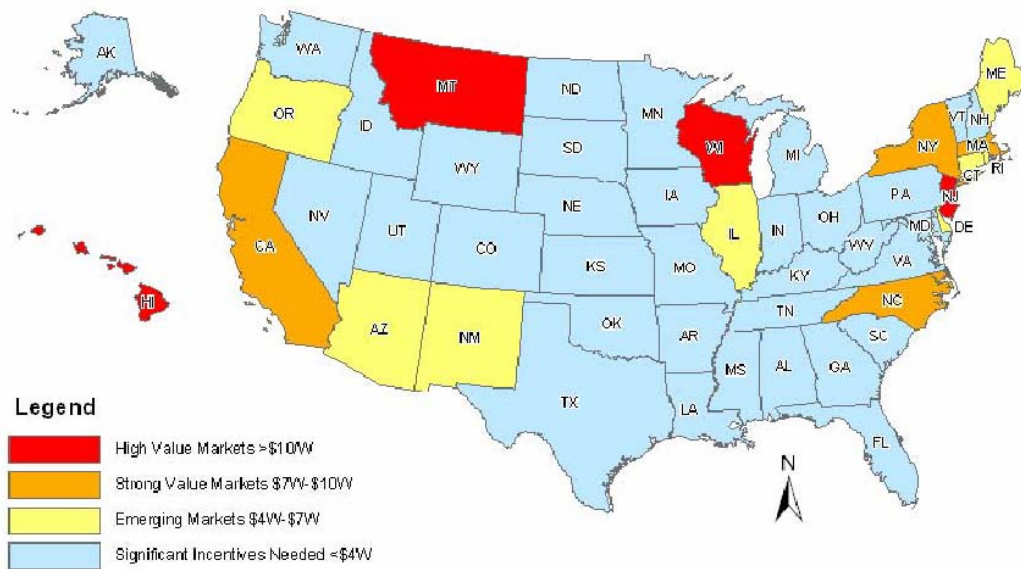 AK
WA
MT
ND
MN
ME
OR
ID
SD
WI
MI
NY
VT
NH
MA
CT
RI
WY
IA
PA
NJ
NV
UT
CO
NE
IL
IN
OH
MD
DE
CA
KS
MO
WV
VA
KY
HI
AZ
NM
OK
AR
TN
NC
SC
TX
LA
MS
AL
GA
FL
N
Legend
High Value Markets >$10/W
Strong Value Markets $7W-$10W
Emerging Markets $4W-$7W
Significant Incentives Needed <$4W